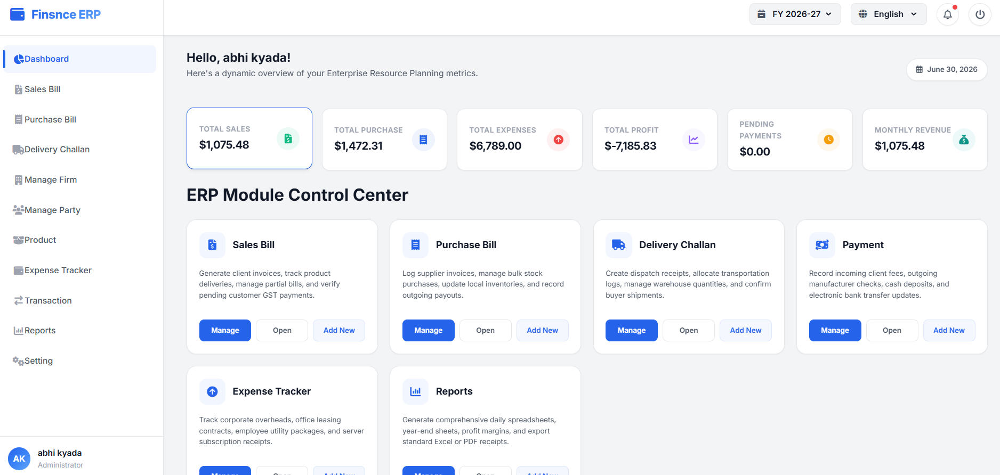 Finsnce ERP
FY 2026-27
English
Dashboard
Sales Bill
Purchase Bill
Delivery Challan
Manage Firm
Manage Party
Product
Expense Tracker
Transaction
Reports
Setting
AK
abhi kyada
Administrator
Hello, abhi kyada!
Here's a dynamic overview of your Enterprise Resource Planning metrics.
June 30, 2026
TOTAL SALES
$1,075.48
TOTAL PURCHASE
$1,472.31
TOTAL EXPENSES
$6,789.00
TOTAL PROFIT
$-7,185.83
PENDING
PAYMENTS
$0.00
MONTHLY REVENUE
$1,075.48
ERP Module Control Center
Sales Bill
Generate client invoices, track product
deliveries, manage partial bills, and verify
pending customer GST payments.
Manage
Open
Add New
Purchase Bill
Log supplier invoices, manage bulk stock
purchases, update local inventories, and record
outgoing payouts.
Manage
Open
Add New
Delivery Challan
Create dispatch receipts, allocate transportation
logs, manage warehouse quantities, and confirm
buyer shipments.
Manage
Open
Add New
Payment
Record incoming client fees, outgoing
manufacturer checks, cash deposits, and
electronic bank transfer updates.
Manage
Open
Add New
Expense Tracker
Track corporate overheads, office leasing
contracts, employee utility packages, and server
subscription receipts.
Manage
Open
Add New
Reports
Generate comprehensive daily spreadsheets,
year-end sheets, profit margins, and export
standard Excel or PDF receipts.
Manage
Open
Add New